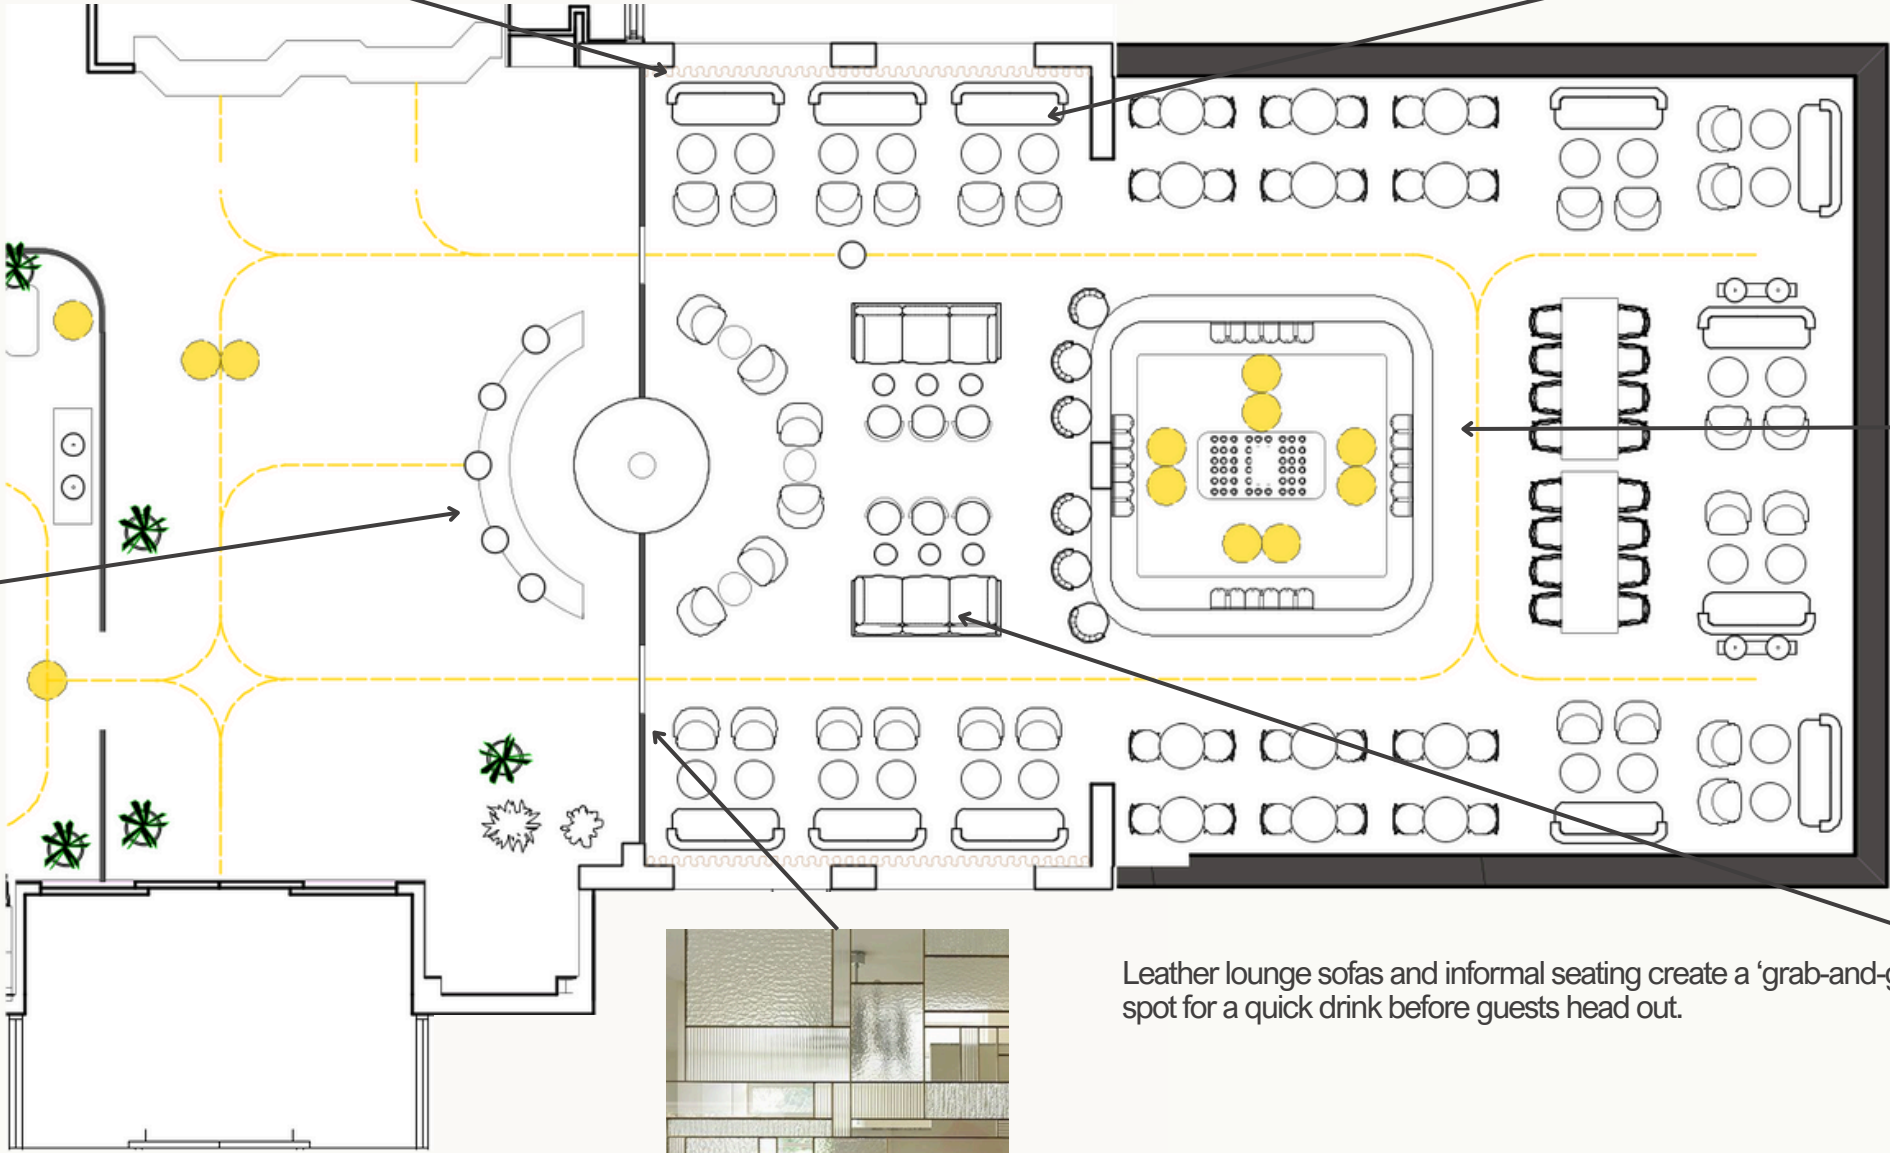 Leather lounge sofas and informal seating create a ‘grab-and-g
spot for a quick drink before guests head out.